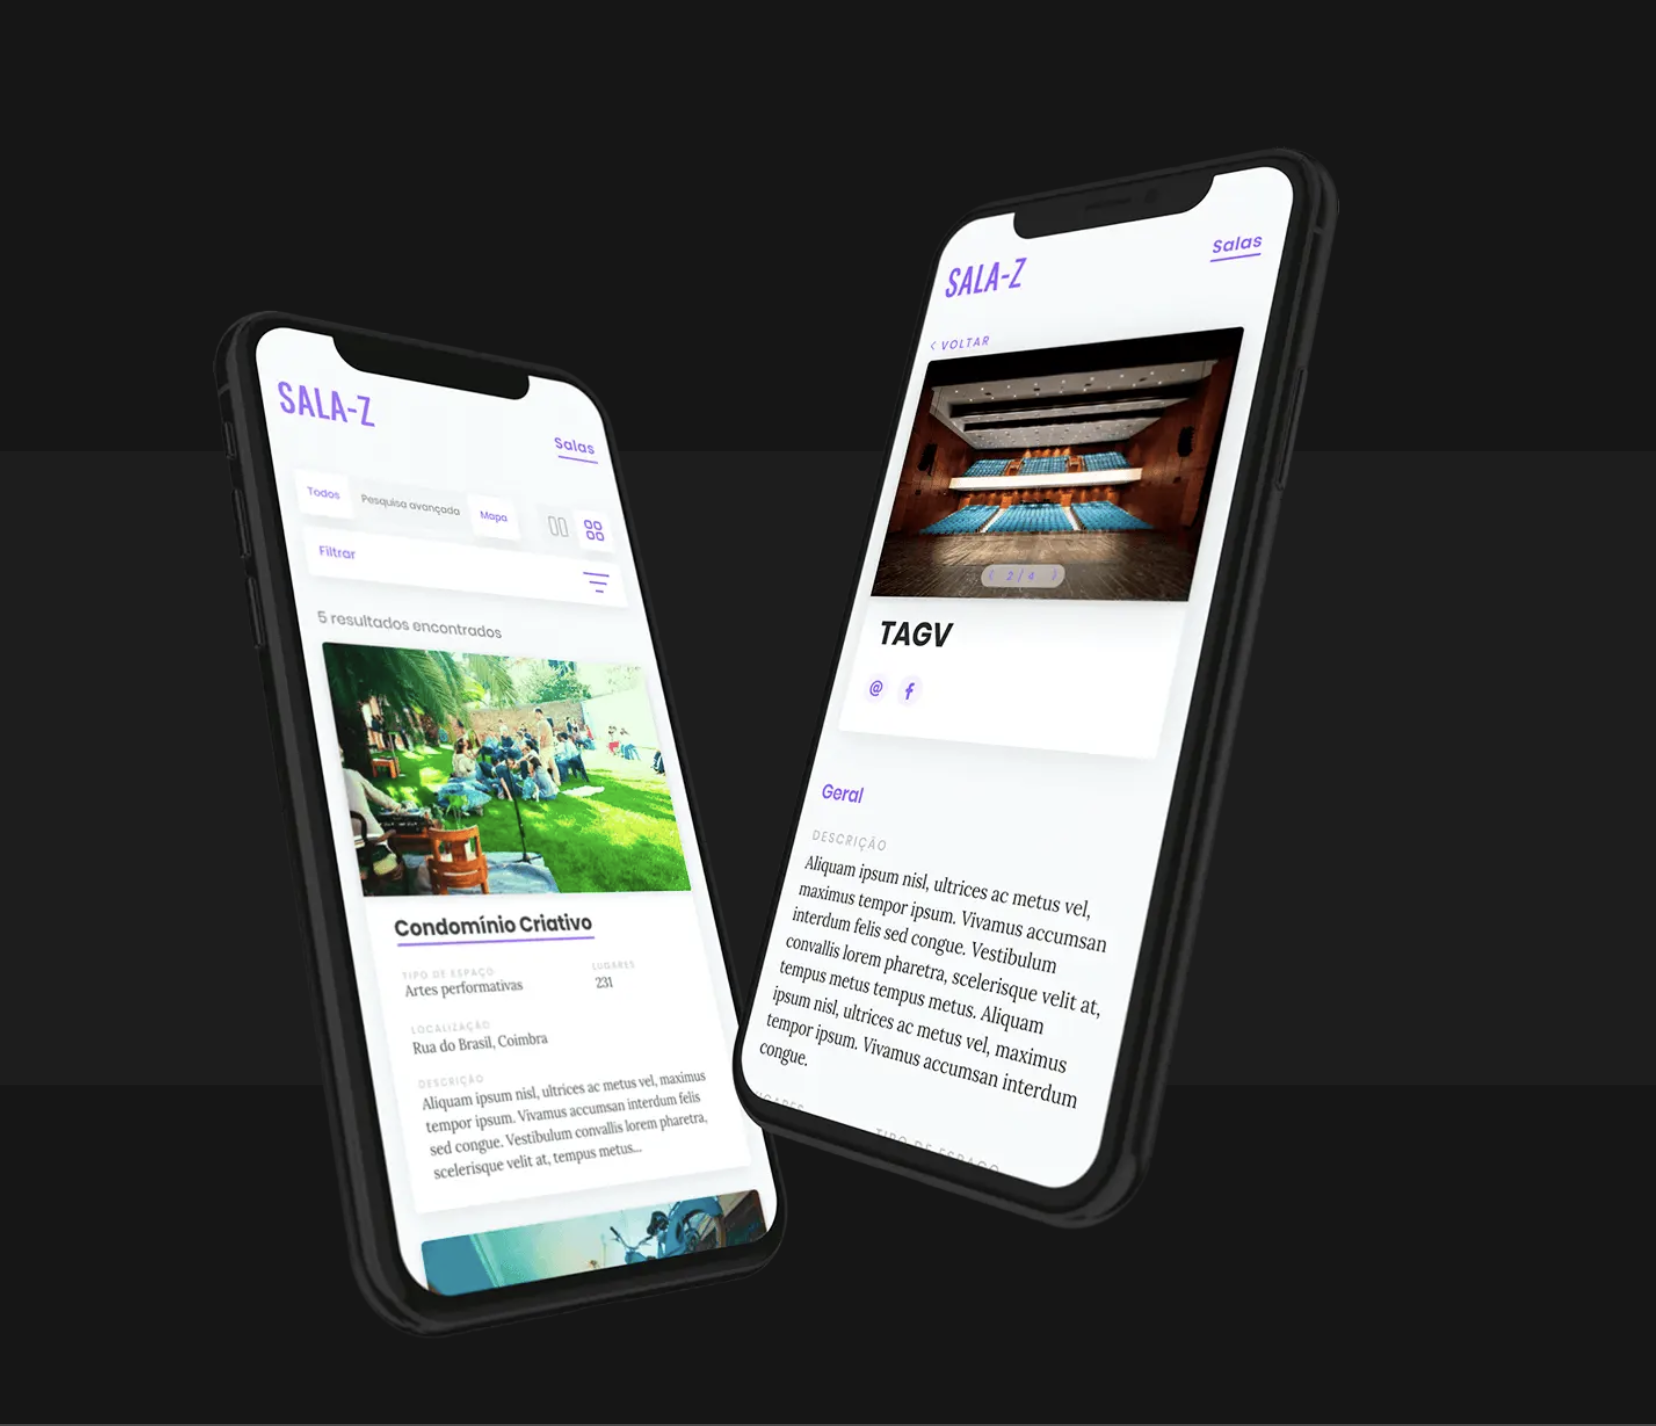 SALA-Z
Salas
Todos
Pesquisa avançada
Mapa
Filtrar
5 resultados encontrados
Condomínio Criativo
TIPO DE ESPAÇO
LUGARES
Artes performativas
231
LOCALIZAÇÃO
Rua do Brasil, Coimbra
DESCRIÇÃO
Aliquam ipsum nisl, ultrices ac metus vel, maximus
tempor ipsum. Vivamus accumsan interdum felis
sed congue. Vestibulum convallis lorem pharetra,
scelerisque velit at, tempus metus...
SALA-Z
Salas
< VOLTAR
2/4
TAGV
Geral
DESCRIÇÃO
Aliquam ipsum nisl, ultrices ac metus vel,
maximus tempor ipsum. Vivamus accumsan
interdum felis sed congue. Vestibulum
convallis lorem pharetra, scelerisque velit at,
tempus metus tempus metus. Aliquam
ipsum nisl, ultrices ac metus vel, maximus
tempor ipsum. Vivamus accumsan interdum
congue.
TIPO DE ESPAÇO